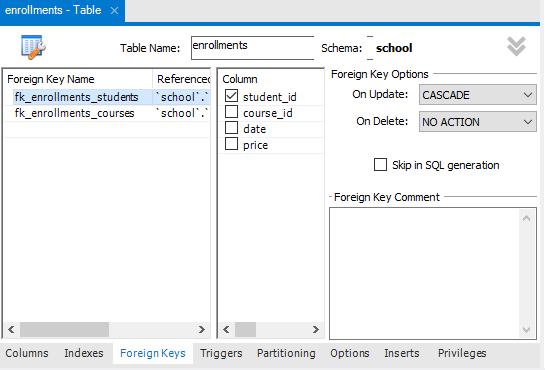 enrollments - Table ×
Table Name: enrollments Schema: school
Foreign Key Name Referenced
fk_enrollments_students `school`.`
fk_enrollments_courses `school`.`
Column
student_id
course_id
date
price
Foreign Key Options
On Update: CASCADE
On Delete: NO ACTION
Skip in SQL generation
Foreign Key Comment
Columns Indexes Foreign Keys Triggers Partitioning Options Inserts Privileges